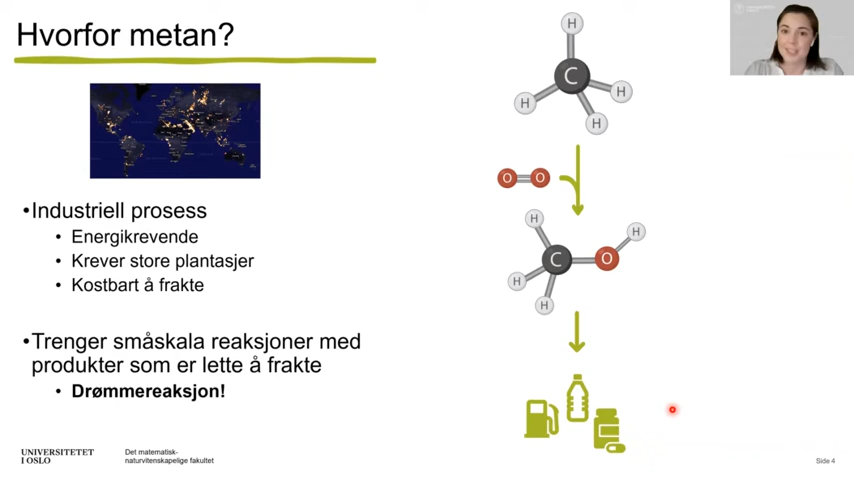 Hvorfor metan?
•Industriell prosess
• Energikrevende
• Krever store plantasjer
• Kostbart å frakte
•Trenger småskala reaksjoner med
produkter som er lette å frakte
• Drømmereaksjon!
H
C
H
H
H
O
O
H
H
C
O
H
H
UNIVERSITETET
I OSLO
Det matematisk-
naturvitenskapelige fakultet
Side 4